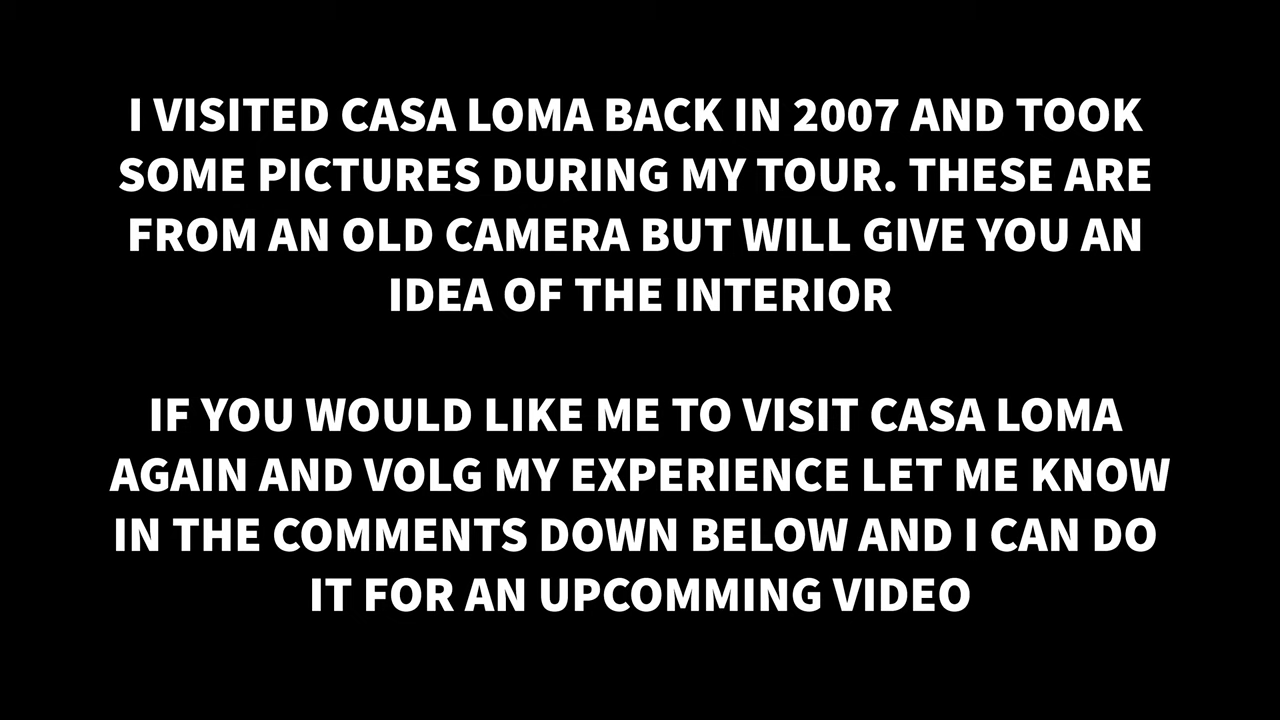 I VISITED CASA LOMA BACK IN 2007 AND TOOK
SOME PICTURES DURING MY TOUR. THESE ARE
FROM AN OLD CAMERA BUT WILL GIVE YOU AN
IDEA OF THE INTERIOR
IF YOU WOULD LIKE ME TO VISIT CASA LOMA
AGAIN AND VOLG MY EXPERIENCE LET ME KNOW
IN THE COMMENTS DOWN BELOW AND I CAN DO
IT FOR AN UPCOMMING VIDEO